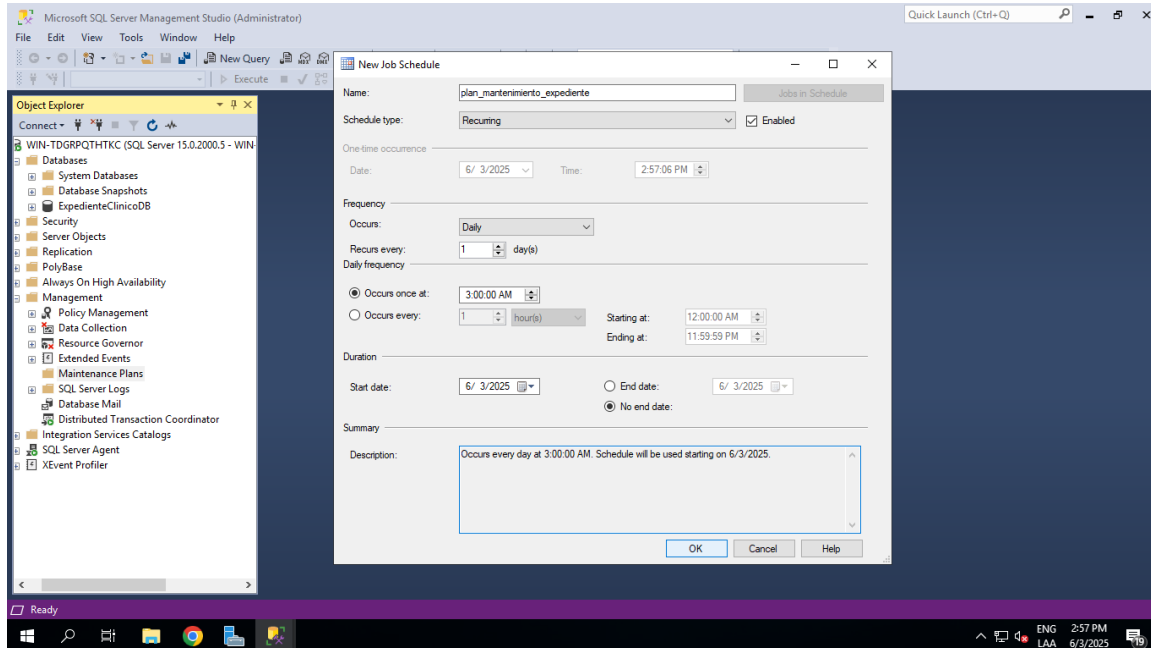 Microsoft SQL Server Management Studio (Administrator)
Quick Launch (Ctrl+Q)
File Edit View Tools Window Help
New Query
Execute
Object Explorer
Connect
WIN-TDGRPQTHTKC (SQL Server 15.0.2000.5 - WIN-
Databases
System Databases
Database Snapshots
ExpedienteClinicoDB
Security
Server Objects
Replication
PolyBase
Always On High Availability
Management
Policy Management
Data Collection
Resource Governor
Extended Events
Maintenance Plans
SQL Server Logs
Database Mail
Distributed Transaction Coordinator
Integration Services Catalogs
SQL Server Agent
XEvent Profiler
New Job Schedule
Name: plan_mantenimiento_expediente Jobs in Schedule
Schedule type: Recurring Enabled
One-time occurrence
Date: 6/ 3/2025 Time: 2:57:06 PM
Frequency
Occurs: Daily
Recurs every: 1 day(s)
Daily frequency
Occurs once at: 3:00:00 AM
Occurs every: 1 hour(s) Starting at: 12:00:00 AM
Ending at: 11:59:59 PM
Duration
Start date: 6/ 3/2025 End date: 6/ 3/2025
No end date:
Summary
Description: Occurs every day at 3:00:00 AM. Schedule will be used starting on 6/3/2025.
OK Cancel Help
Ready
ENG 2:57 PM
LAA 6/3/2025 19